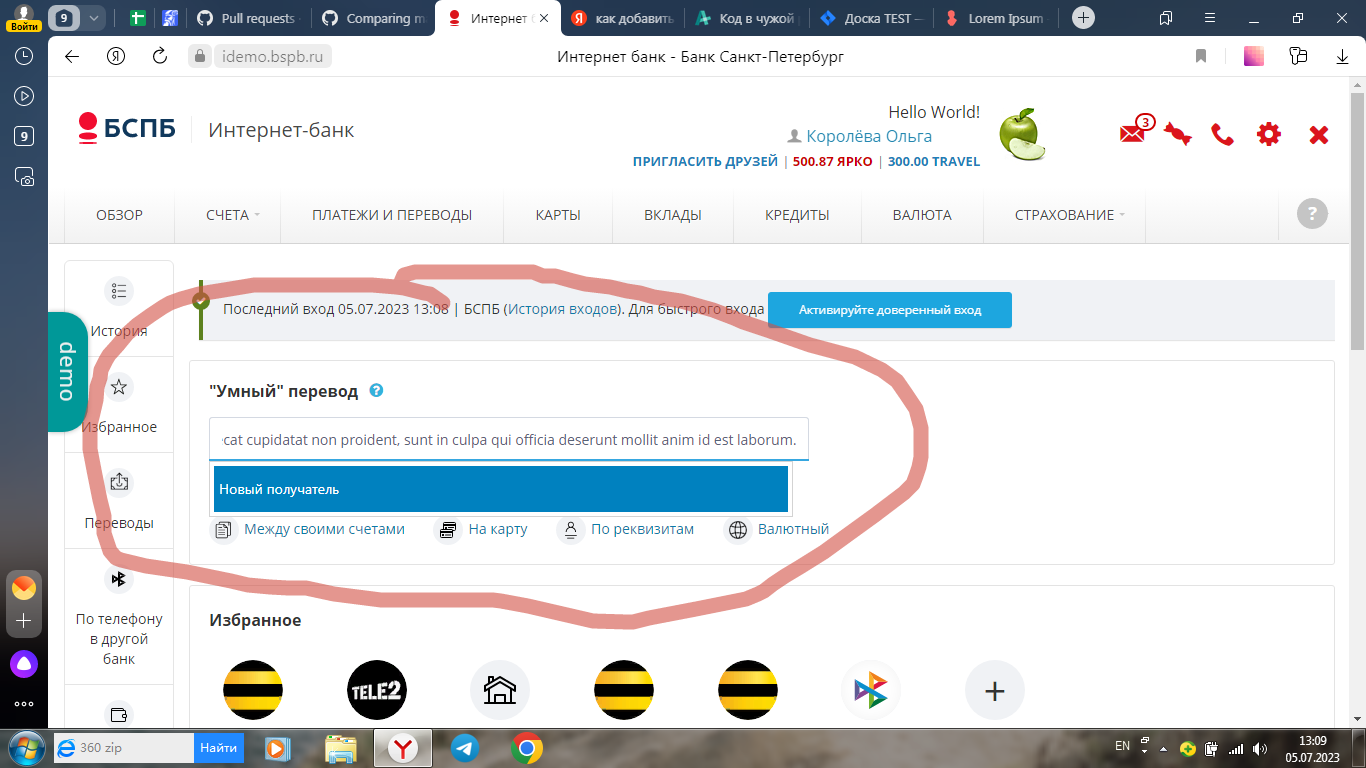 Войти
9
Pull requests
Comparing m
Интернет
как добавить
Код в чужой
Доска TEST —
Lorem Ipsum
idemo.bspb.ru
Интернет банк - Банк Санкт-Петербург
9
БСПБ
Интернет-банк
Hello World!
Королёва Ольга
ПРИГЛАСИТЬ ДРУЗЕЙ | 500.87 ЯРКО | 300.00 TRAVEL
3
ОБЗОР
СЧЕТА
ПЛАТЕЖИ И ПЕРЕВОДЫ
КАРТЫ
ВКЛАДЫ
КРЕДИТЫ
ВАЛЮТА
СТРАХОВАНИЕ
?
demo
История
Избранное
Переводы
По телефону
в другой
банк
Последний вход 05.07.2023 13:08 | БСПБ (История входов). Для быстрого входа
Активируйте доверенный вход
"Умный" перевод ?
cat cupidatat non proident, sunt in culpa qui officia deserunt mollit anim id est laborum.
Новый получатель
Между своими счетами
На карту
По реквизитам
Валютный
Избранное
TELE2
360 zip
Найти
EN
13:09
05.07.2023